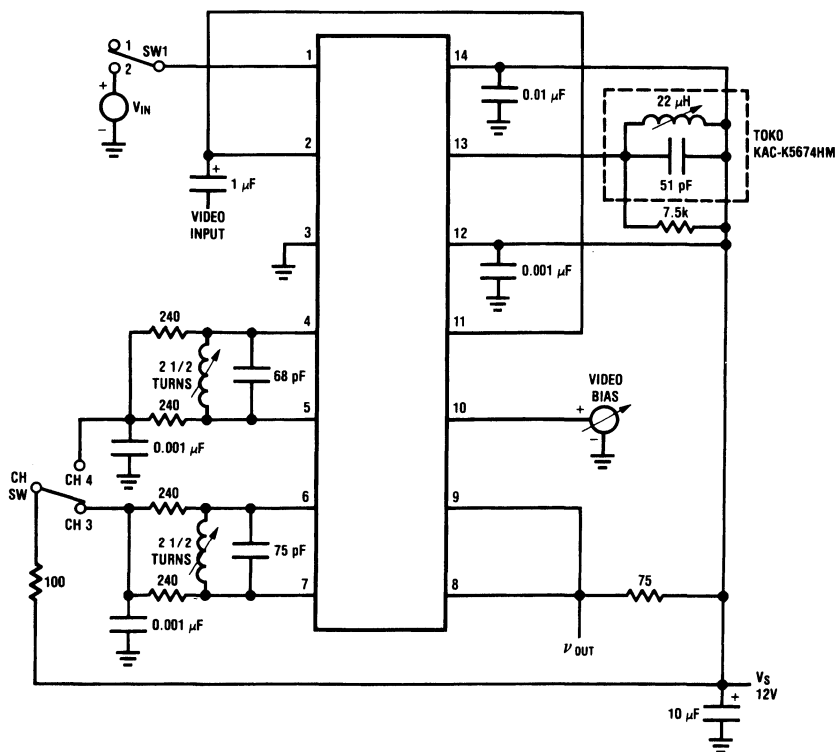 1
2
SW1
+
VIN
−
1
2
+
1 µF
VIDEO
INPUT
3
240
4
2 1/2
TURNS
68 pF
240
5
0.001 µF
CH 4
CH
SW
CH 3
240
6
2 1/2
TURNS
75 pF
100
240
7
0.001 µF
14
0.01 µF
22 µH
TOKO
KAC-K5674HM
13
51 pF
7.5k
12
0.001 µF
11
VIDEO
BIAS
10
+
−
9
8
75
νOUT
VS
12V
+
10 µF